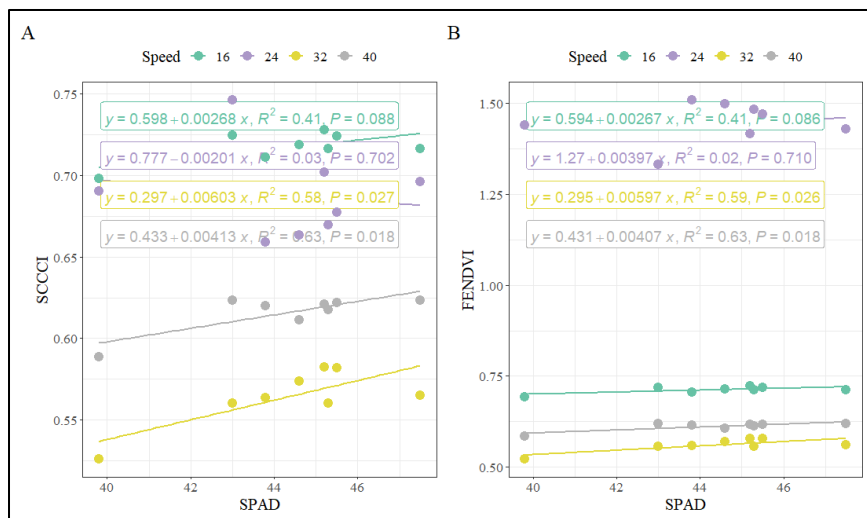 A
Speed 16 24 32 40
0.75
0.70
0.65
0.60
0.55
y = 0.598+0.00268 x, R² = 0.41, P = 0.088
y = 0.777−0.00201 x, R² = 0.03, P = 0.702
y = 0.297+0.00603 x, R² = 0.58, P = 0.027
y = 0.433+0.00413 x, R² = 0.63, P = 0.018
SCCCI
40 42 44 46
SPAD
B
Speed 16 24 32 40
1.50
1.25
1.00
0.75
0.50
y = 0.594+0.00267 x, R² = 0.41, P = 0.086
y = 1.27+0.00397 x, R² = 0.02, P = 0.710
y = 0.295+0.00597 x, R² = 0.59, P = 0.026
y = 0.431+0.00407 x, R² = 0.63, P = 0.018
FENDVI
40 42 44 46
SPAD